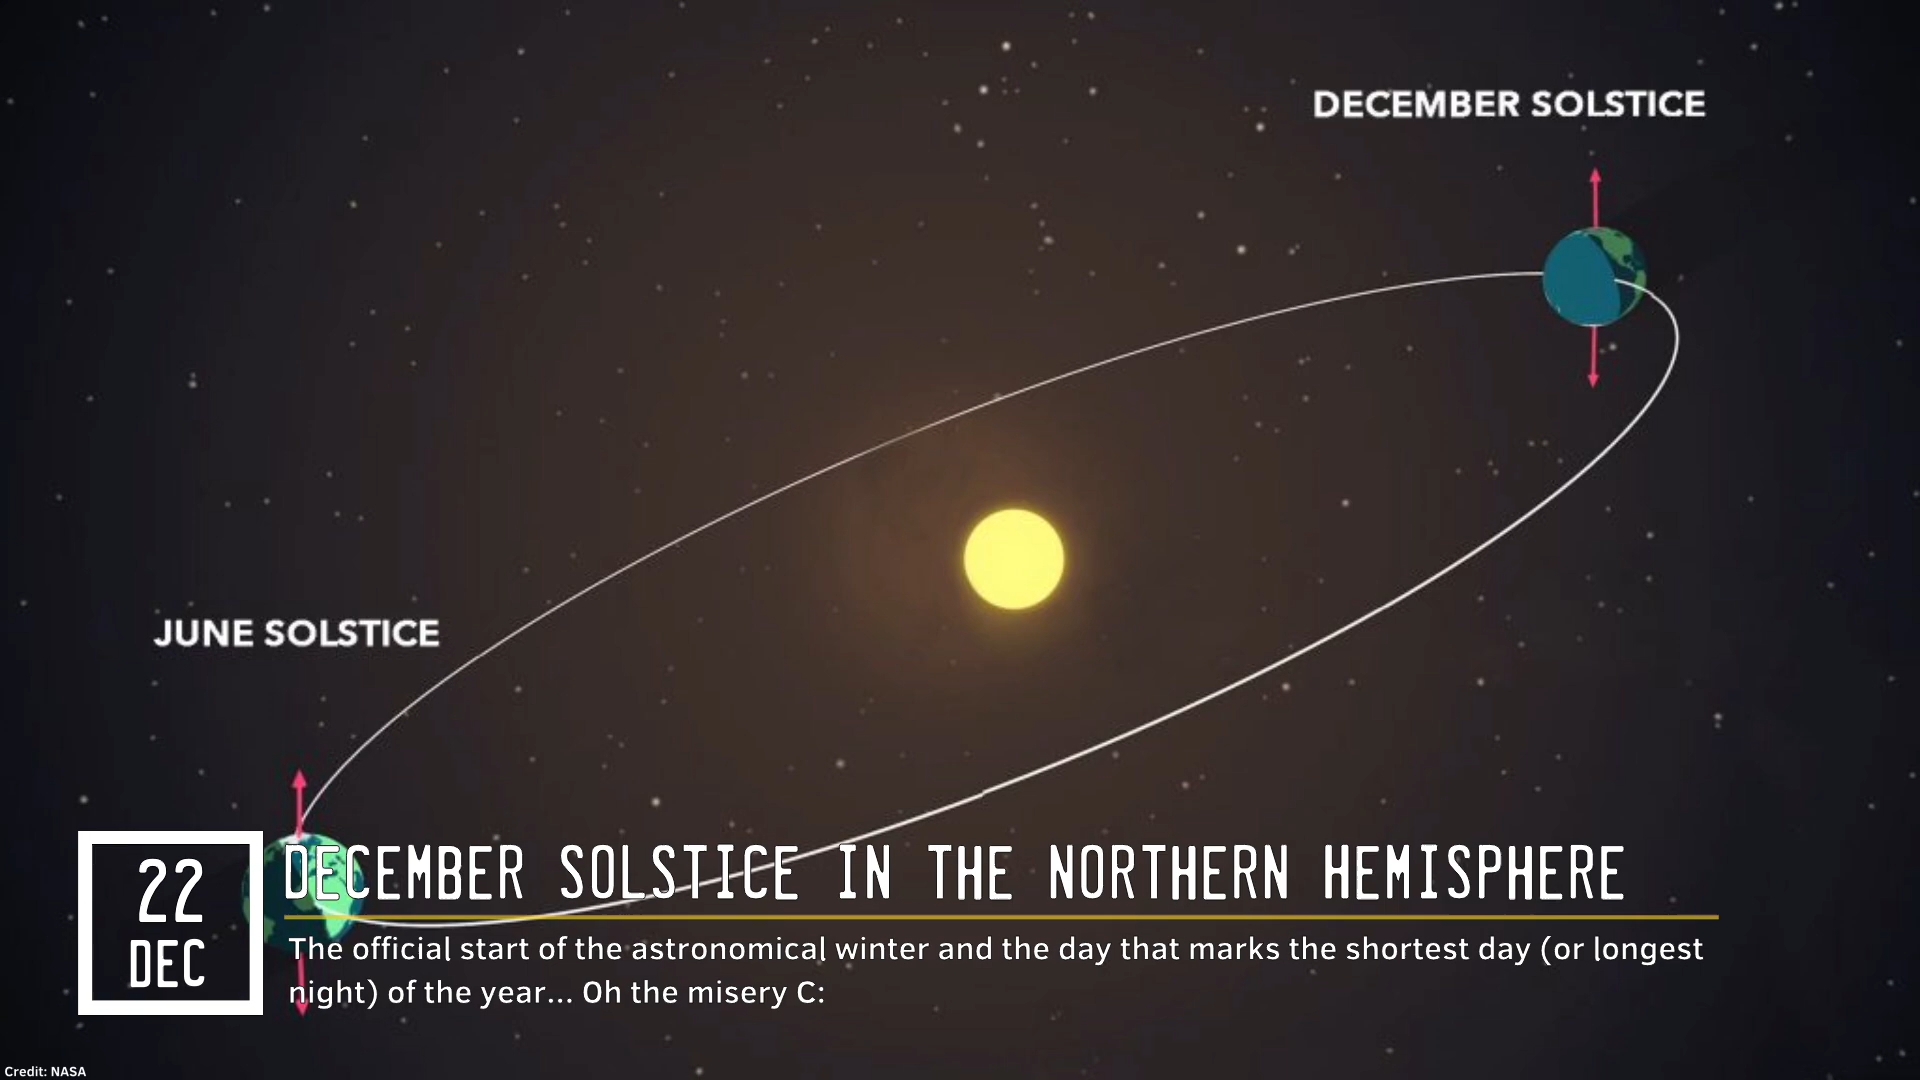 DECEMBER SOLSTICE
JUNE SOLSTICE
22
DEC
DECEMBER SOLSTICE IN THE NORTHERN HEMISPHERE
The official start of the astronomical winter and the day that marks the shortest day (or longest
night) of the year... Oh the misery C:
Credit: NASA